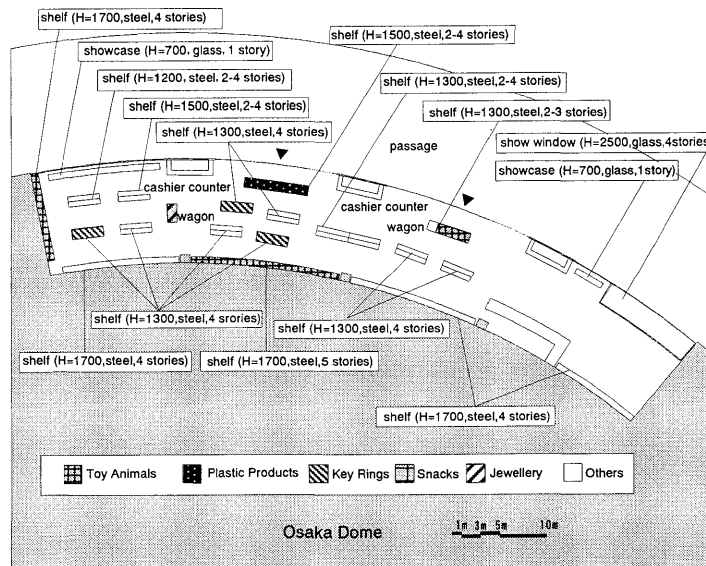 shelf (H=1700,steel,4 stories)
showcase (H=700, glass, 1 story)
shelf (H=1200, steel, 2-4 stories)
shelf (H=1500,steel,2-4 stories)
shelf (H=1300,steel,4 stories)
shelf (H=1500,steel,2-4 stories)
shelf (H=1300,steel,2-4 stories)
shelf (H=1300,steel,2-3 stories)
passage
show window (H=2500,glass,4stories
showcase (H=700,glass,1story)
cashier counter
wagon
cashier counter
wagon
shelf (H=1300,steel,4 srories)
shelf (H=1300,steel,4 stories)
shelf (H=1700,steel,4 stories)
shelf (H=1700,steel,5 stories)
shelf (H=1700,steel,4 stories)
Toy Animals Plastic Products Key Rings Snacks Jewellery Others
Osaka Dome
1m 3m 5m 10m